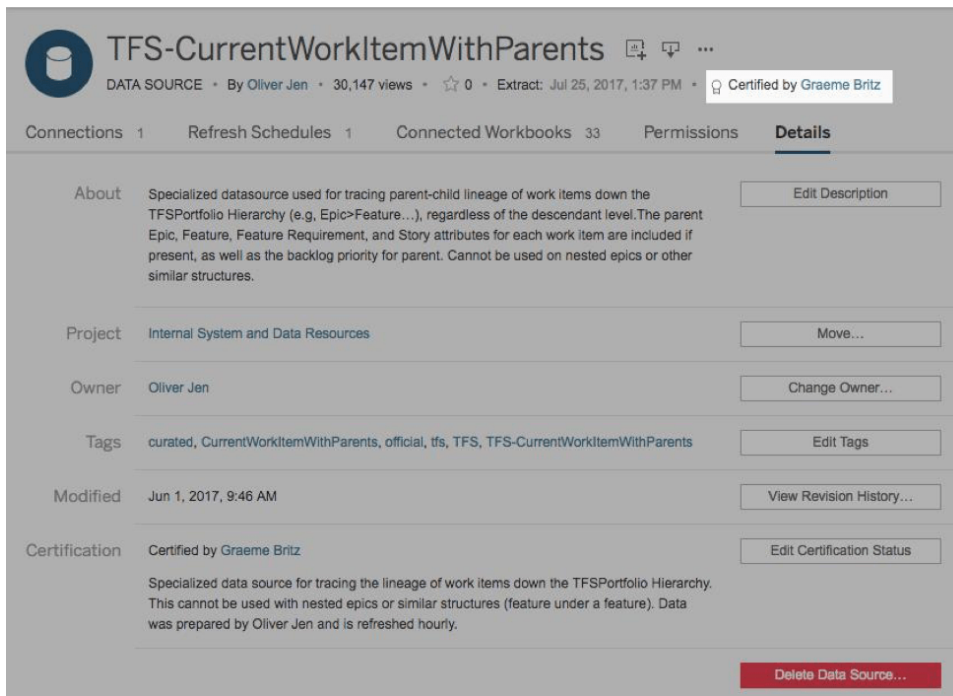 TFS-CurrentWorkItemWithParents ...
DATA SOURCE • By Oliver Jen • 30,147 views • ☆ 0 • Extract: Jul 25, 2017, 1:37 PM • Certified by Graeme Britz
Connections 1 Refresh Schedules 1 Connected Workbooks 33 Permissions Details
About Specialized datasource used for tracing parent-child lineage of work items down the Edit Description
TFSPortfolio Hierarchy (e.g, Epic>Feature...), regardless of the descendant level.The parent
Epic, Feature, Feature Requirement, and Story attributes for each work item are included if
present, as well as the backlog priority for parent. Cannot be used on nested epics or other
similar structures.
Project Internal System and Data Resources Move...
Owner Oliver Jen Change Owner...
Tags curated, CurrentWorkItemWithParents, official, tfs, TFS, TFS-CurrentWorkItemWithParents Edit Tags
Modified Jun 1, 2017, 9:46 AM View Revision History...
Certification Certified by Graeme Britz Edit Certification Status
Specialized data source for tracing the lineage of work items down the TFSPortfolio Hierarchy.
This cannot be used with nested epics or similar structures (feature under a feature). Data
was prepared by Oliver Jen and is refreshed hourly.
Delete Data Source...